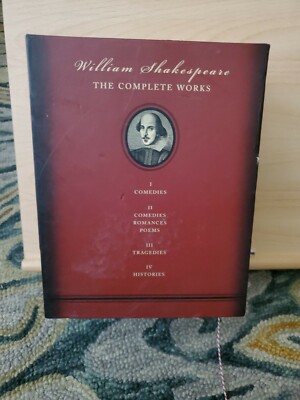 William Shakespeare
THE COMPLETE WORKS
I
COMEDIES
II
COMEDIES
ROMANCES
POEMS
III
TRAGEDIES
IV
HISTORIES